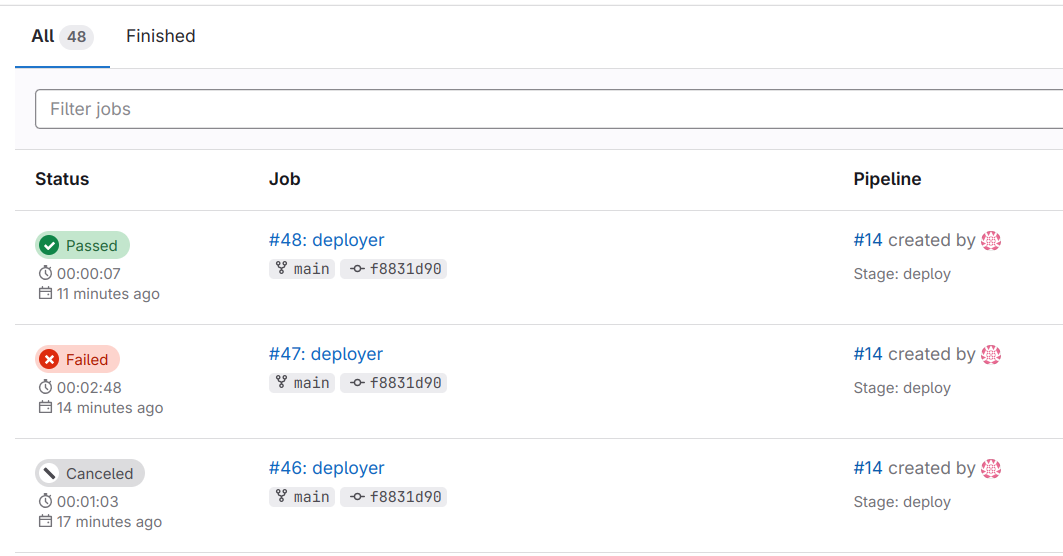 All 48 Finished
Filter jobs
Status Job Pipeline
Passed #48: deployer #14 created by
main f8831d90
00:00:07 Stage: deploy
11 minutes ago
Failed #47: deployer #14 created by
main f8831d90
00:02:48 Stage: deploy
14 minutes ago
Canceled #46: deployer #14 created by
main f8831d90
00:01:03 Stage: deploy
17 minutes ago